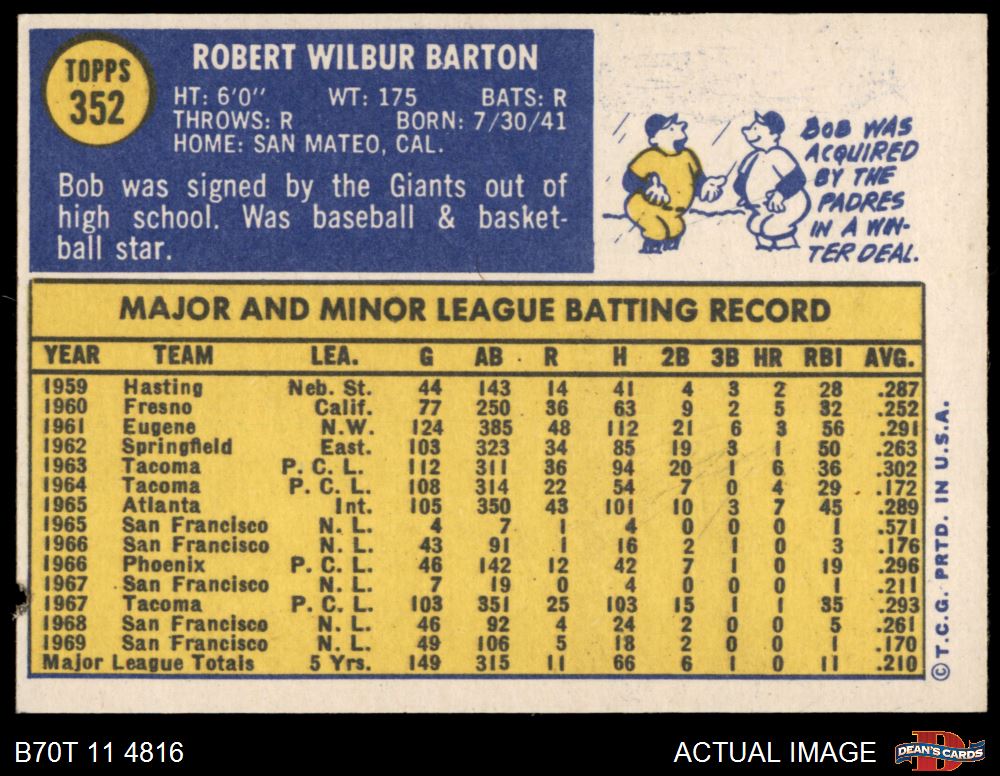 TOPPS
352
ROBERT WILBUR BARTON
HT: 6'0" WT: 175 BATS: R
THROWS: R BORN: 7/30/41
HOME: SAN MATEO, CAL.
Bob was signed by the Giants out of
high school. Was baseball & basket-
ball star.
BOB WAS
ACQUIRED
BY THE
PADRES
IN A WIN-
TER DEAL.
MAJOR AND MINOR LEAGUE BATTING RECORD
YEAR TEAM LEA. G AB R H 2B 3B HR RBI AVG.
1959 Hasting Neb. St. 44 143 14 41 4 3 2 28 .287
1960 Fresno Calif. 77 250 36 63 9 2 5 32 .252
1961 Eugene N.W. 124 385 48 112 21 6 3 56 .291
1962 Springfield East. 103 323 34 85 19 3 1 50 .263
1963 Tacoma P. C. L. 112 311 36 94 20 1 6 36 .302
1964 Tacoma P. C. L. 108 314 22 54 7 0 4 29 .172
1965 Atlanta Int. 105 350 43 101 10 3 7 45 .289
1965 San Francisco N. L. 4 7 1 4 0 0 0 1 .571
1966 San Francisco N. L. 43 91 1 16 2 1 0 3 .176
1966 Phoenix P. C. L. 46 142 12 42 7 1 0 19 .296
1967 San Francisco N. L. 7 19 0 4 0 0 0 1 .211
1967 Tacoma P. C. L. 103 351 25 103 15 1 1 35 .293
1968 San Francisco N. L. 46 92 4 24 2 0 0 5 .261
1969 San Francisco N. L. 49 106 5 18 2 0 0 1 .170
Major League Totals 5 Yrs. 149 315 11 66 6 1 0 11 .210
© T.C.G. PRTD. IN U.S.A.
B70T 11 4816
ACTUAL IMAGE
DEAN'S CARDS